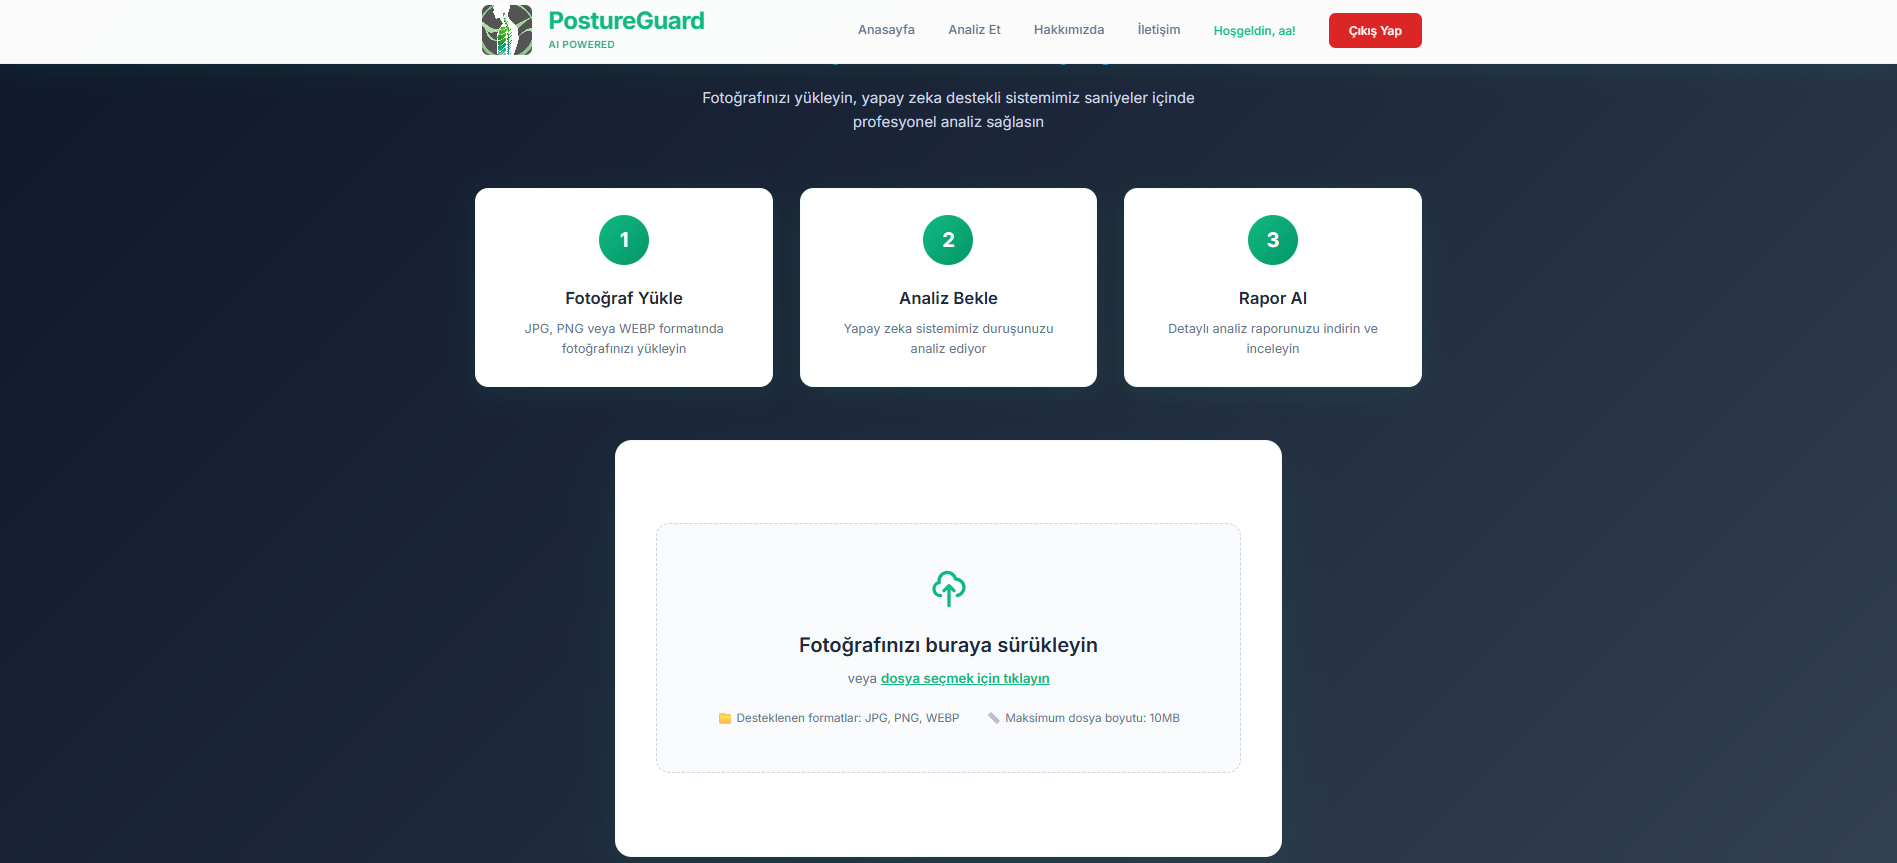 PostureGuard
AI POWERED
Anasayfa
Analiz Et
Hakkımızda
İletişim
Hoşgeldin, aa!
Çıkış Yap
Fotoğrafınızı yükleyin, yapay zeka destekli sistemimiz saniyeler içinde
profesyonel analiz sağlasın
1
Fotoğraf Yükle
JPG, PNG veya WEBP formatında
fotoğrafınızı yükleyin
2
Analiz Bekle
Yapay zeka sistemimiz duruşunuzu
analiz ediyor
3
Rapor Al
Detaylı analiz raporunuzu indirin ve
inceleyin
Fotoğrafınızı buraya sürükleyin
veya dosya seçmek için tıklayın
Desteklenen formatlar: JPG, PNG, WEBP
Maksimum dosya boyutu: 10MB